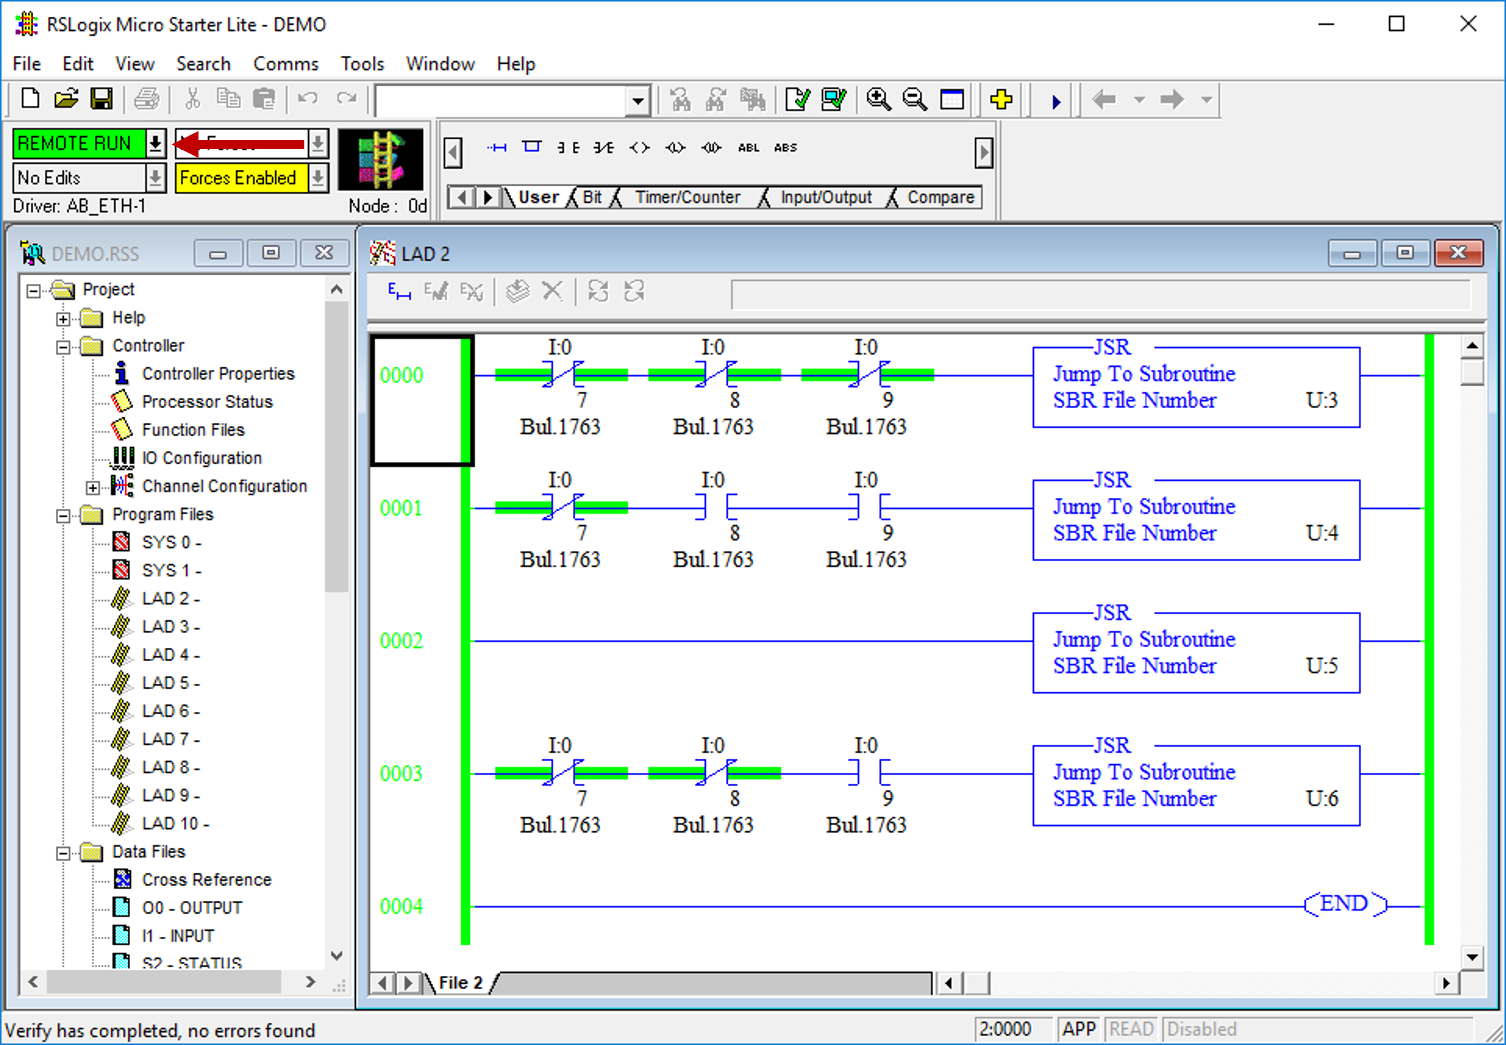 RSLogix Micro Starter Lite - DEMO
File Edit View Search Comms Tools Window Help
REMOTE RUN
No Edits Forces Enabled
Driver: AB_ETH-1 Node : 0d
ABL ABS
User Bit Timer/Counter Input/Output Compare
DEMO.RSS
Project
Help
Controller
Controller Properties
Processor Status
Function Files
IO Configuration
Channel Configuration
Program Files
SYS 0 -
SYS 1 -
LAD 2 -
LAD 3 -
LAD 4 -
LAD 5 -
LAD 6 -
LAD 7 -
LAD 8 -
LAD 9 -
LAD 10 -
Data Files
Cross Reference
O0 - OUTPUT
I1 - INPUT
S2 - STATUS
LAD 2
I:0 I:0 I:0 JSR
0000 Jump To Subroutine
7 8 9 SBR File Number U:3
Bul.1763 Bul.1763 Bul.1763
I:0 I:0 I:0 JSR
0001 Jump To Subroutine
7 8 9 SBR File Number U:4
Bul.1763 Bul.1763 Bul.1763
JSR
0002 Jump To Subroutine
SBR File Number U:5
I:0 I:0 I:0 JSR
0003 Jump To Subroutine
7 8 9 SBR File Number U:6
Bul.1763 Bul.1763 Bul.1763
0004 END
File 2
Verify has completed, no errors found 2:0000 APP READ Disabled